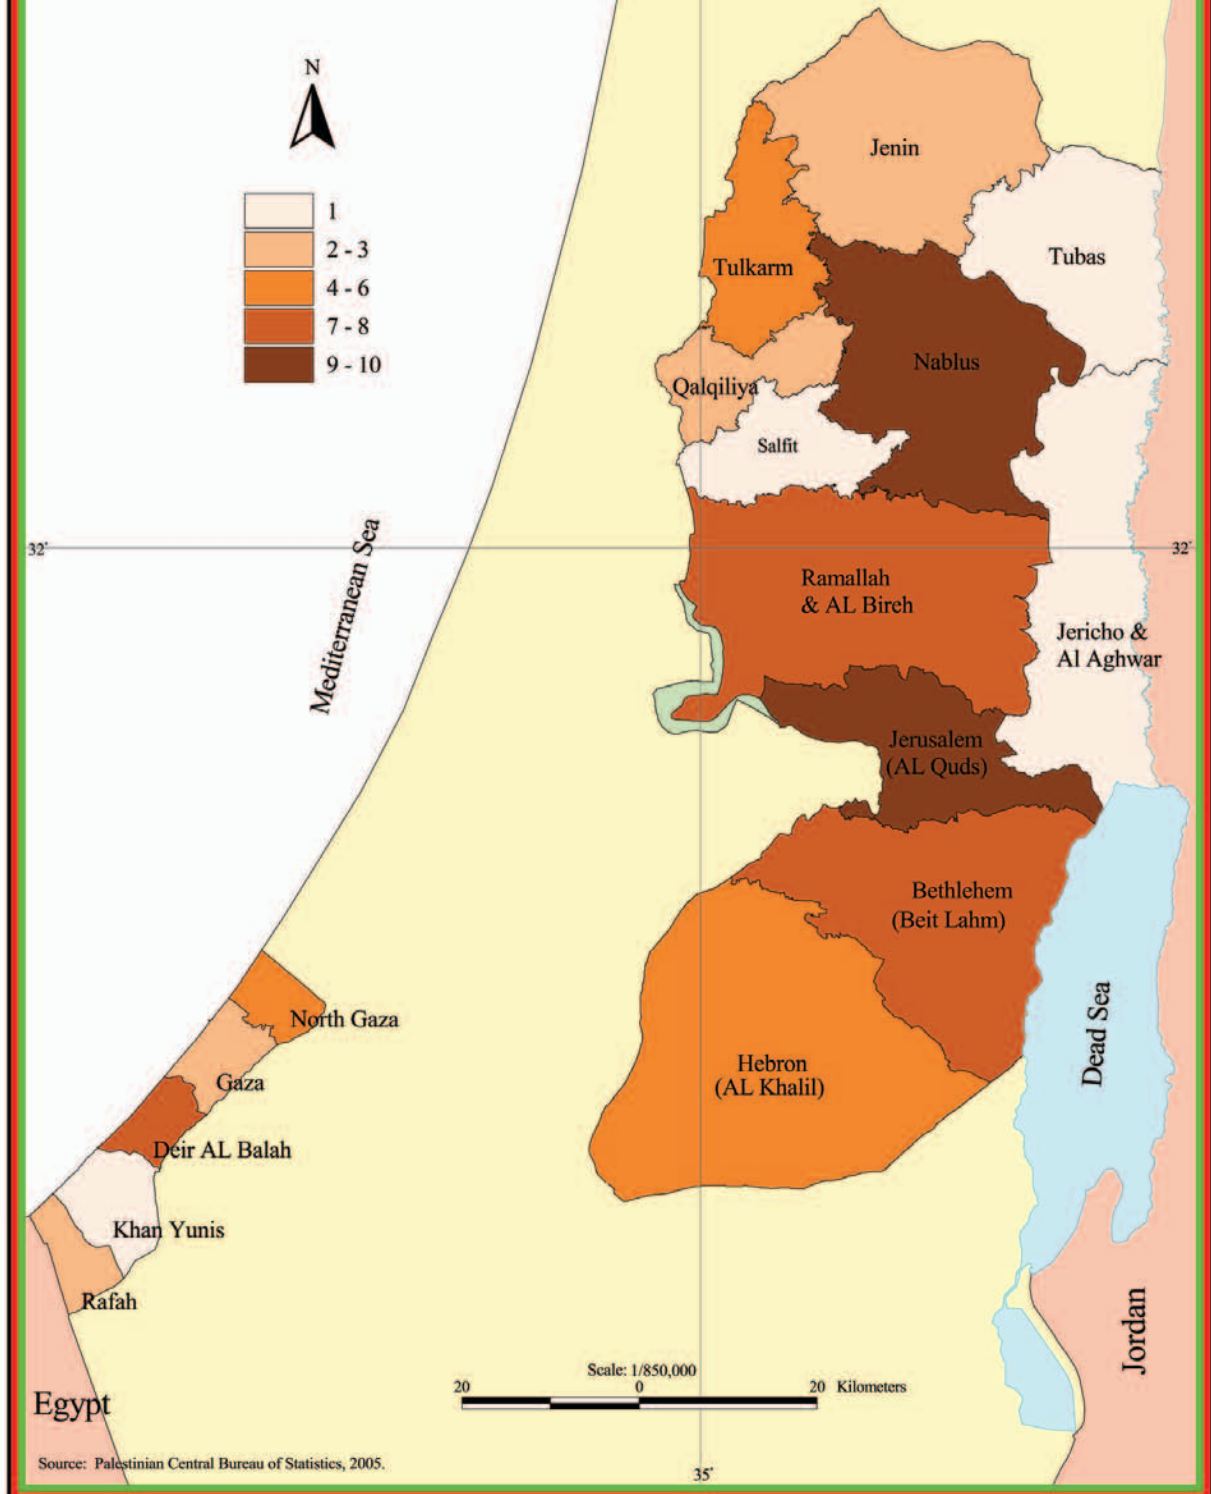 N
1
2 - 3
4 - 6
7 - 8
9 - 10
Jenin
Tubas
Tulkarm
Nablus
Qalqiliya
Salfit
32°
32°
Mediterranean Sea
Ramallah
& AL Bireh
Jericho &
Al Aghwar
Jerusalem
(AL Quds)
Bethlehem
(Beit Lahm)
Dead Sea
North Gaza
Hebron
(AL Khalil)
Gaza
Deir AL Balah
Khan Yunis
Rafah
Jordan
Scale: 1/850,000
20 0 20 Kilometers
Egypt
Source: Palestinian Central Bureau of Statistics, 2005.
35°